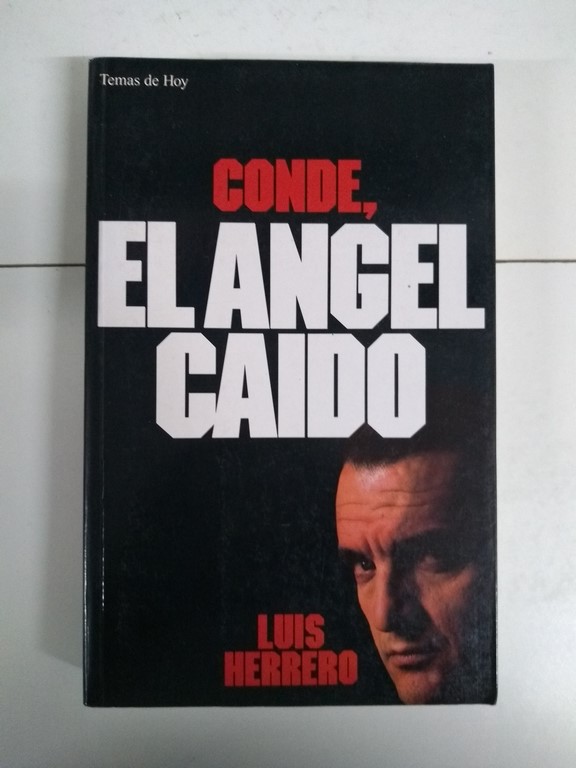 Temas de Hoy
CONDE,
EL ANGEL
CAIDO
LUIS
HERRERO